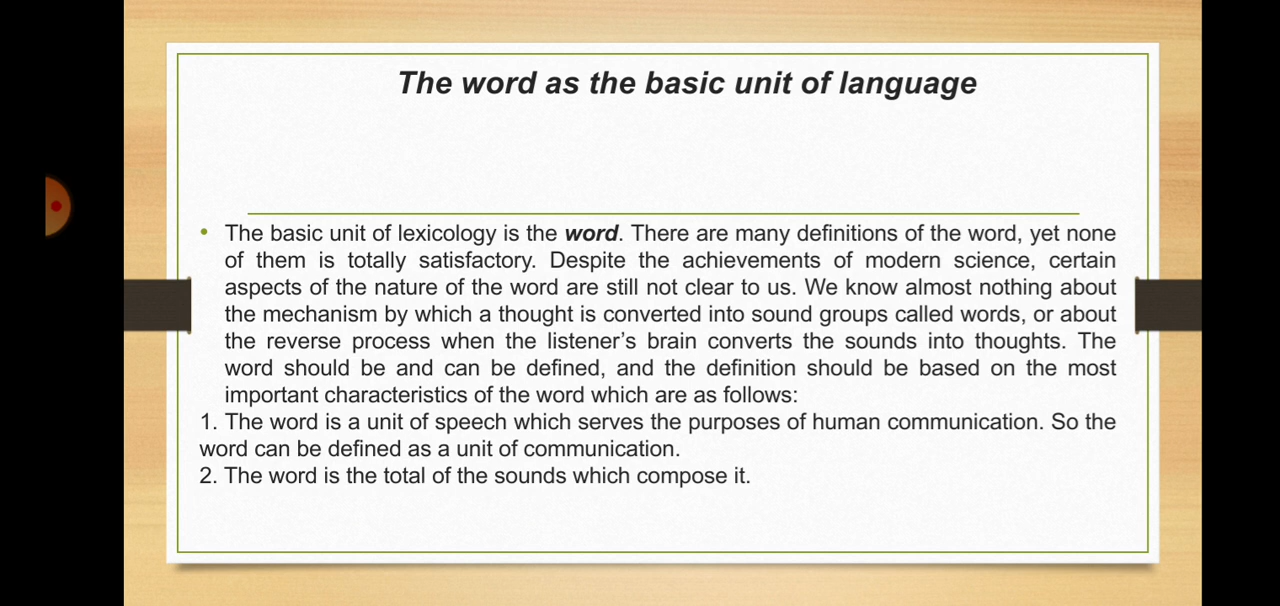 The word as the basic unit of language
• The basic unit of lexicology is the word. There are many definitions of the word, yet none
of them is totally satisfactory. Despite the achievements of modern science, certain
aspects of the nature of the word are still not clear to us. We know almost nothing about
the mechanism by which a thought is converted into sound groups called words, or about
the reverse process when the listener’s brain converts the sounds into thoughts. The
word should be and can be defined, and the definition should be based on the most
important characteristics of the word which are as follows:
1. The word is a unit of speech which serves the purposes of human communication. So the
word can be defined as a unit of communication.
2. The word is the total of the sounds which compose it.